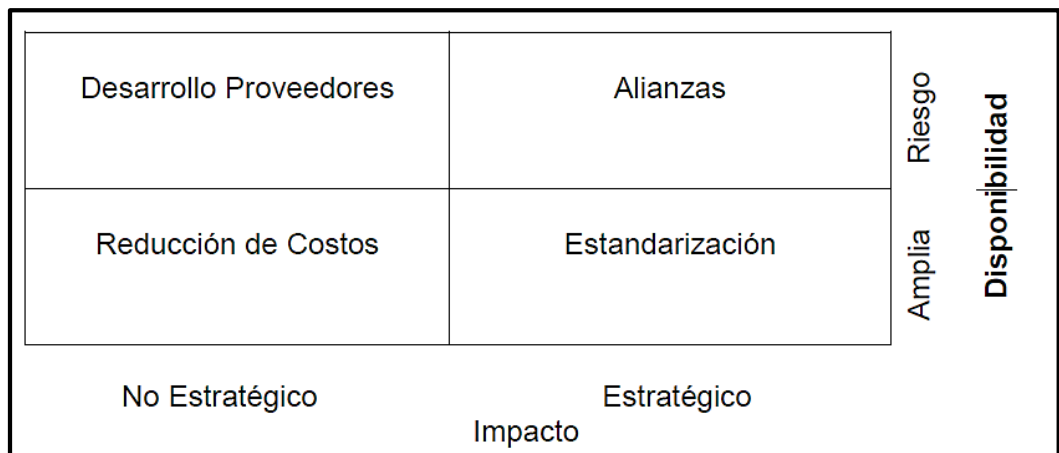 Desarrollo Proveedores
Alianzas
Riesgo
Reducción de Costos
Estandarización
Amplia
Disponibilidad
No Estratégico
Estratégico
Impacto